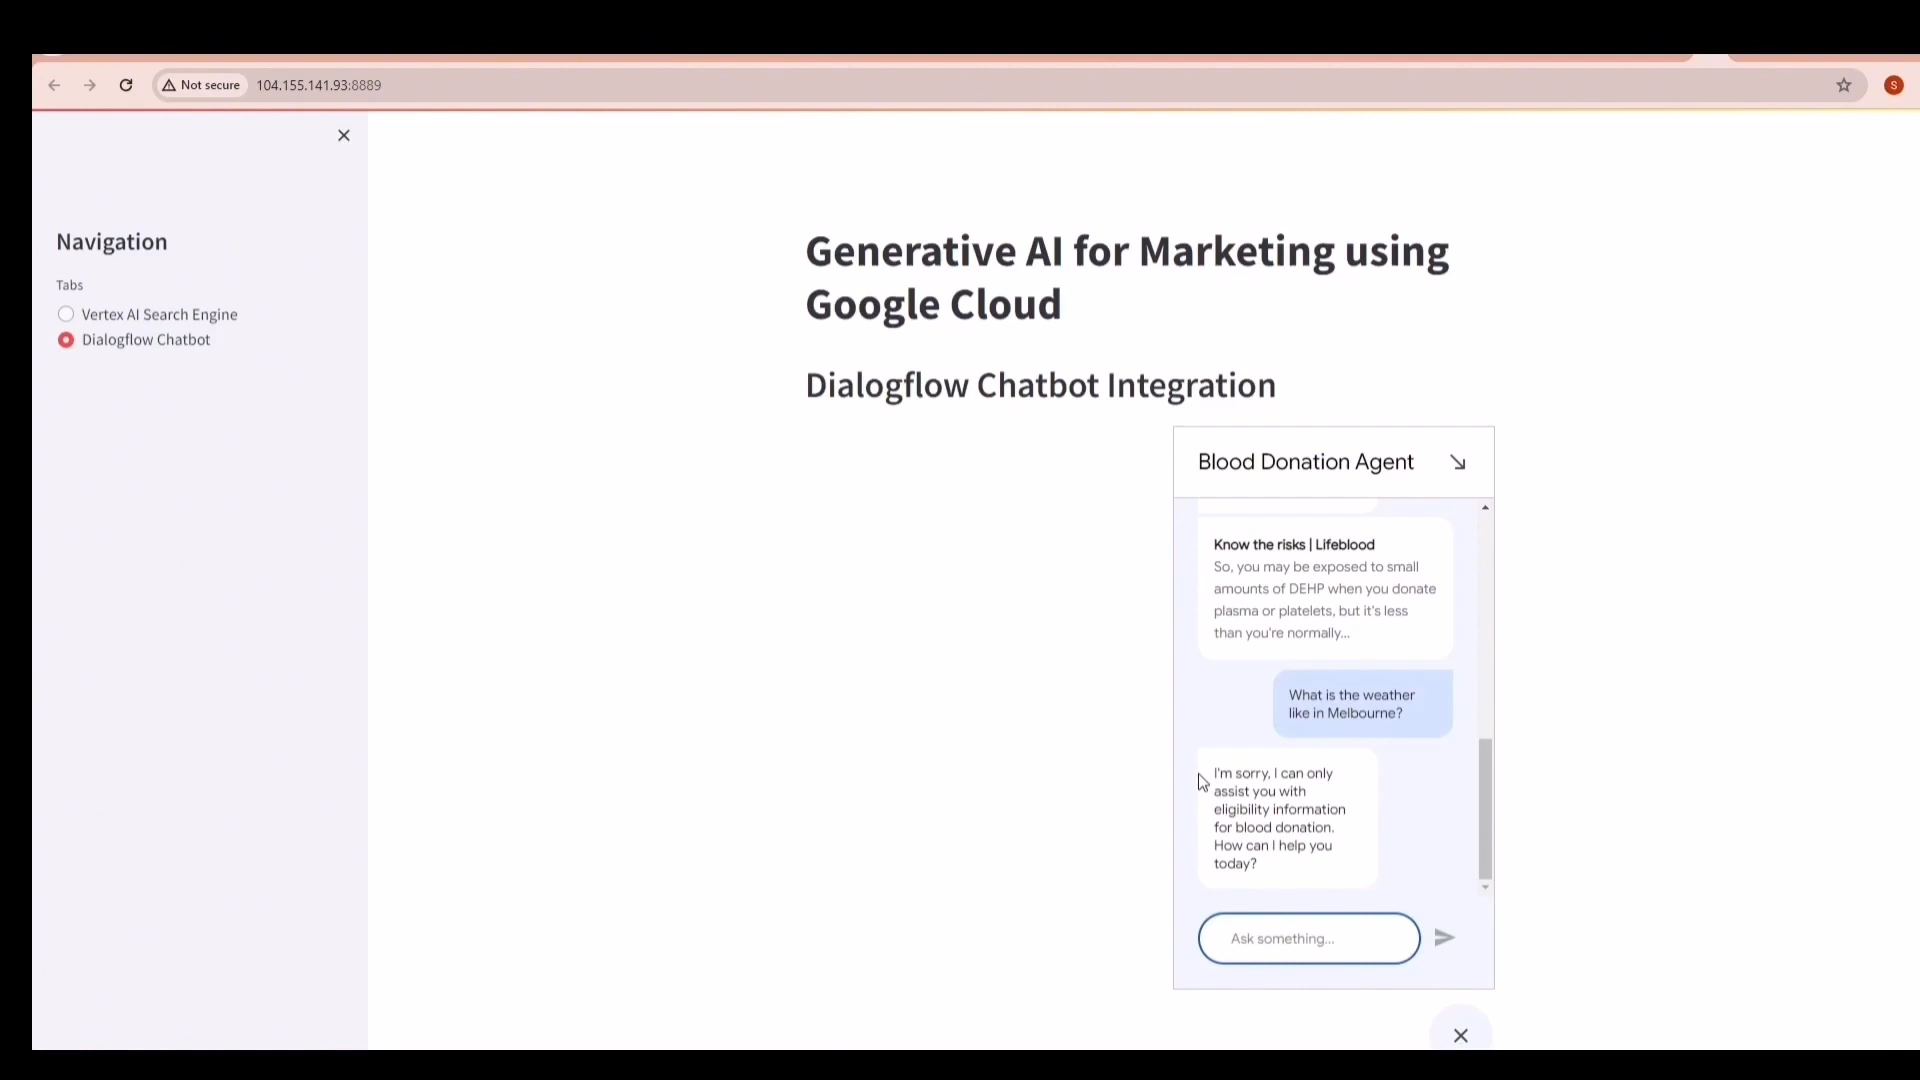 Not secure
104.155.141.93:8889
S
Navigation
Tabs
Vertex AI Search Engine
Dialogflow Chatbot
Generative AI for Marketing using
Google Cloud
Dialogflow Chatbot Integration
Blood Donation Agent
Know the risks | Lifeblood
So, you may be exposed to small
amounts of DEHP when you donate
plasma or platelets, but it's less
than you're normally...
What is the weather
like in Melbourne?
I'm sorry, I can only
assist you with
eligibility information
for blood donation.
How can I help you
today?
Ask something...